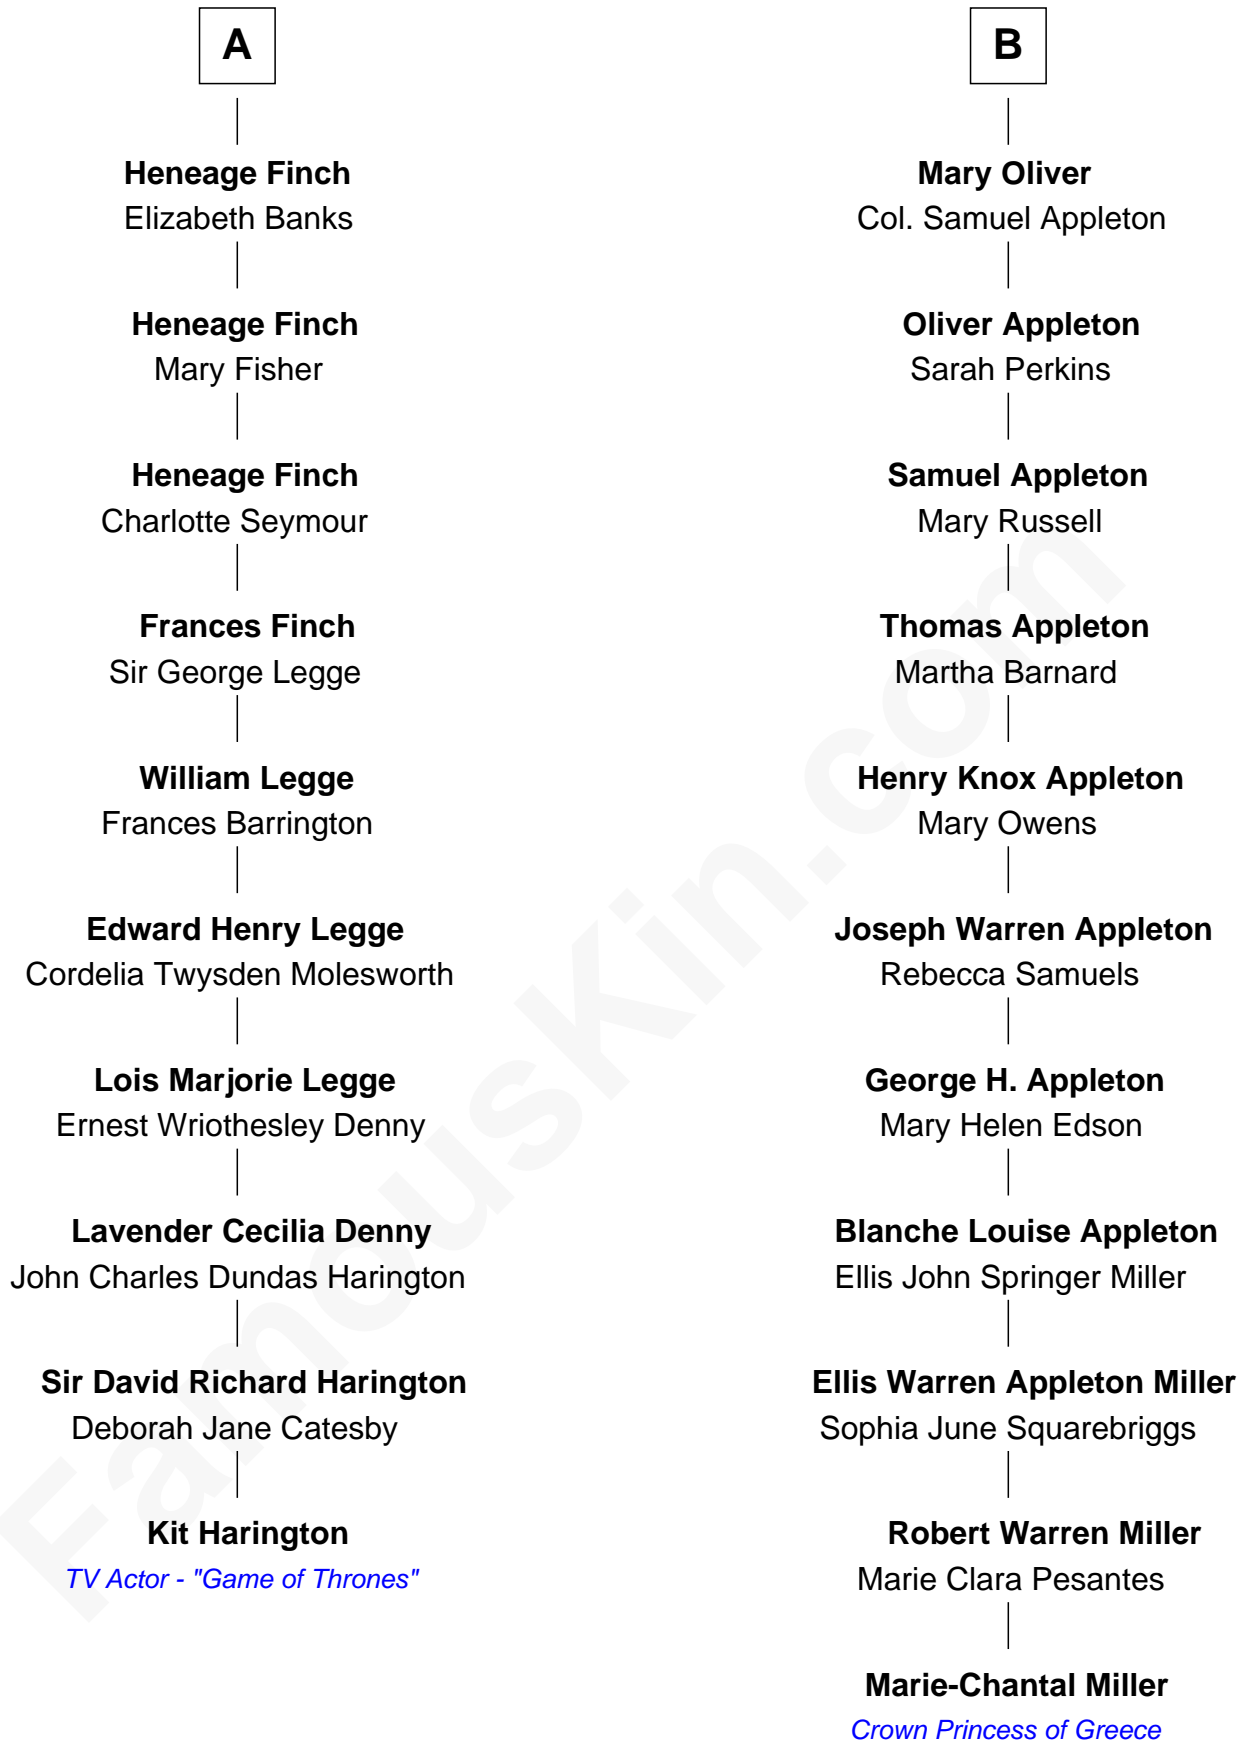 A
Heneage Finch
Elizabeth Banks
Heneage Finch
Mary Fisher
Heneage Finch
Charlotte Seymour
Frances Finch
Sir George Legge
William Legge
Frances Barrington
Edward Henry Legge
Cordelia Twysden Molesworth
Lois Marjorie Legge
Ernest Wriothesley Denny
Lavender Cecilia Denny
John Charles Dundas Harington
Sir David Richard Harington
Deborah Jane Catesby
Kit Harington
TV Actor - "Game of Thrones"
B
Mary Oliver
Col. Samuel Appleton
Oliver Appleton
Sarah Perkins
Samuel Appleton
Mary Russell
Thomas Appleton
Martha Barnard
Henry Knox Appleton
Mary Owens
Joseph Warren Appleton
Rebecca Samuels
George H. Appleton
Mary Helen Edson
Blanche Louise Appleton
Ellis John Springer Miller
Ellis Warren Appleton Miller
Sophia June Squarebriggs
Robert Warren Miller
Marie Clara Pesantes
Marie-Chantal Miller
Crown Princess of Greece
FamousKin.com